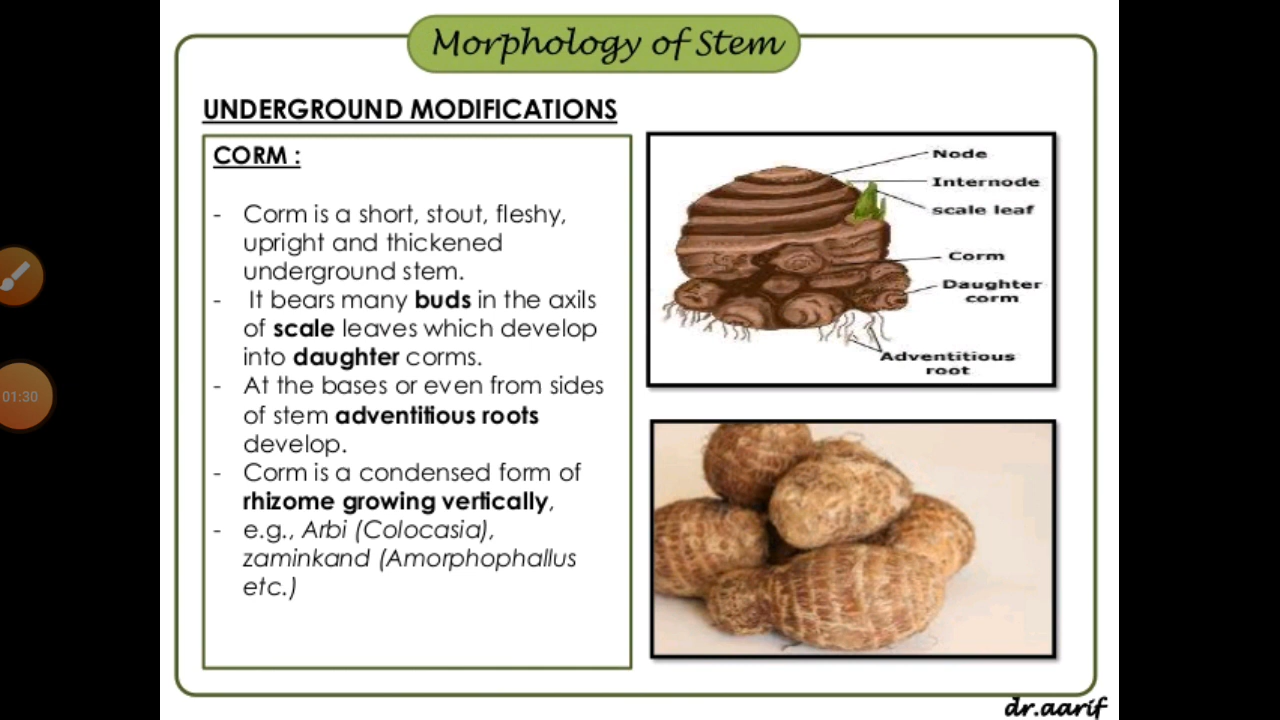 Morphology of Stem
UNDERGROUND MODIFICATIONS
CORM :
- Corm is a short, stout, fleshy,
upright and thickened
underground stem.
- It bears many buds in the axils
of scale leaves which develop
into daughter corms.
- At the bases or even from sides
of stem adventitious roots
develop.
- Corm is a condensed form of
rhizome growing vertically,
- e.g., Arbi (Colocasia),
zaminkand (Amorphophallus
etc.)
Node
Internode
scale leaf
Corm
Daughter
corm
Adventitious
root
01:30
dr.aarif